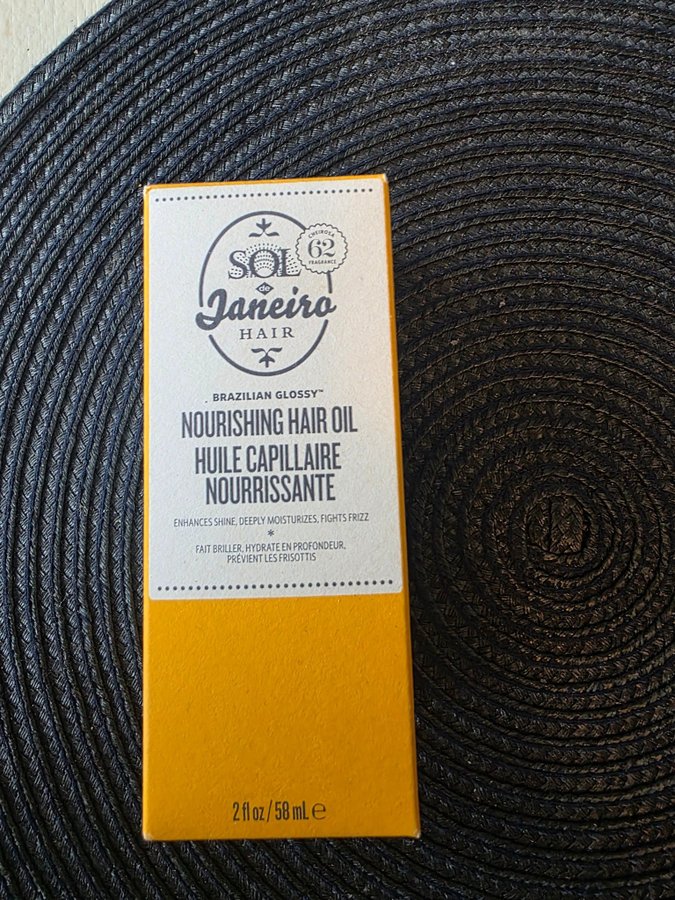 SOL
de
Janeiro
HAIR
CHEIROSA
62
FRAGRANCE
BRAZILIAN GLOSSY™
NOURISHING HAIR OIL
HUILE CAPILLAIRE
NOURRISSANTE
ENHANCES SHINE, DEEPLY MOISTURIZES, FIGHTS FRIZZ
*
FAIT BRILLER, HYDRATE EN PROFONDEUR,
PRÉVIENT LES FRISOTTIS
2 fl oz / 58 mL ℮